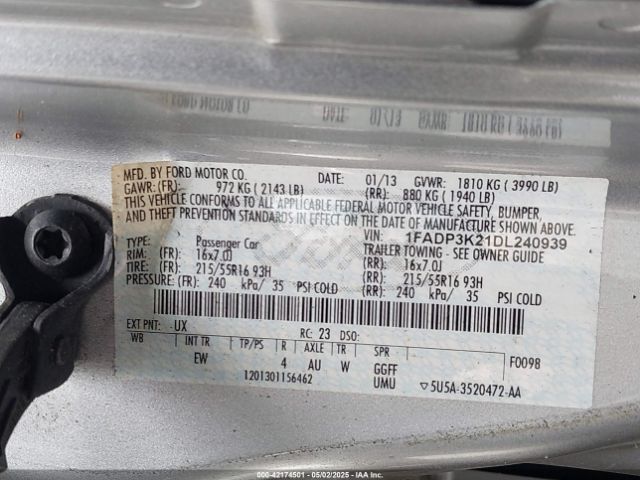 MFD. BY FORD MOTOR CO.
DATE: 01/13 GVWR: 1810 KG ( 3990 LB)
GAWR: (FR): 972 KG ( 2143 LB) (RR): 880 KG ( 1940 LB)
THIS VEHICLE CONFORMS TO ALL APPLICABLE FEDERAL MOTOR VEHICLE SAFETY, BUMPER,
AND THEFT PREVENTION STANDARDS IN EFFECT ON THE DATE OF MANUFACTURE SHOWN ABOVE.
VIN: 1FADP3K21DL240939
TYPE: Passenger Car TRAILER TOWING - SEE OWNER GUIDE
RIM: (FR): 16x7.0J (RR): 16x7.0J
TIRE: (FR): 215/55R16 93H (RR): 215/55R16 93H
PRESSURE: (FR): 240 kPa/ 35 PSI COLD (RR): 240 kPa/ 35 PSI COLD
EXT PNT: UX RC: 23 DSO:
WB INT TR TP/PS R AXLE TR SPR F0098
EW 4 AU W GGFF
1201301156462 UMU ▽5U5A-3520472-AA
000-42174501 - 05/02/2025 - IAAI.COM